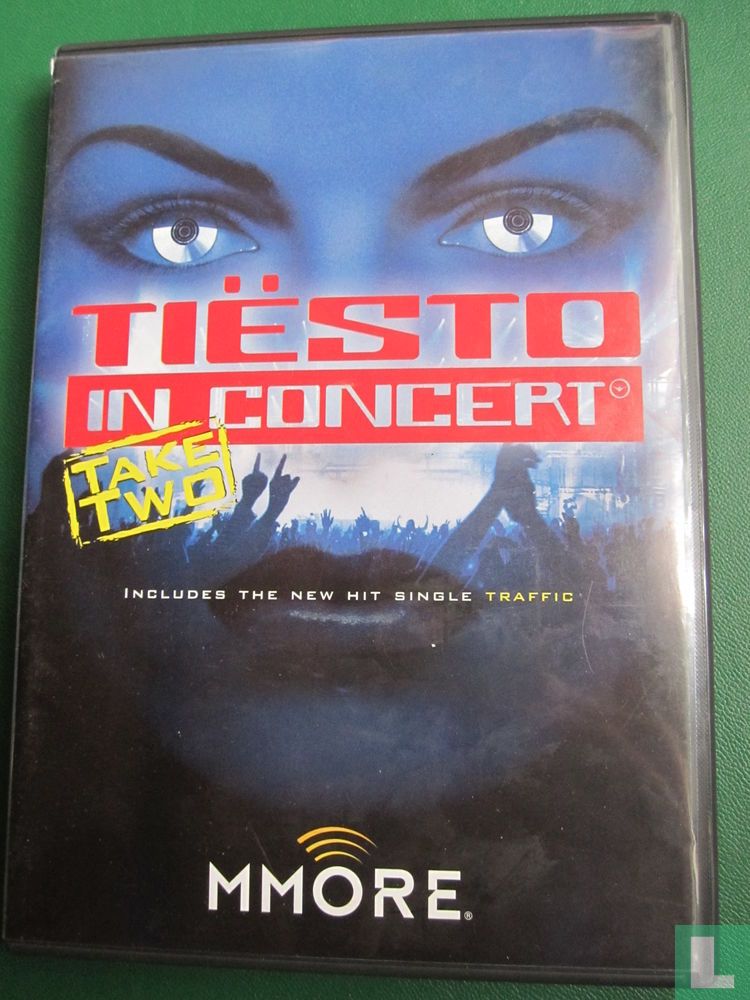 TIËSTO
IN CONCERT
TAKE
TWO
INCLUDES THE NEW HIT SINGLE TRAFFIC
MMORE®
L